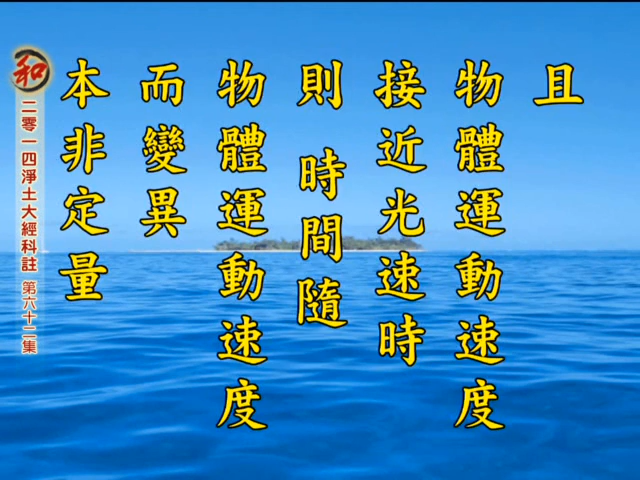 且
物體運動速度
接近光速時
則 時間隨
物體運動速度
而變異
本非定量
和
二零一四淨土大經科註 第六十二集